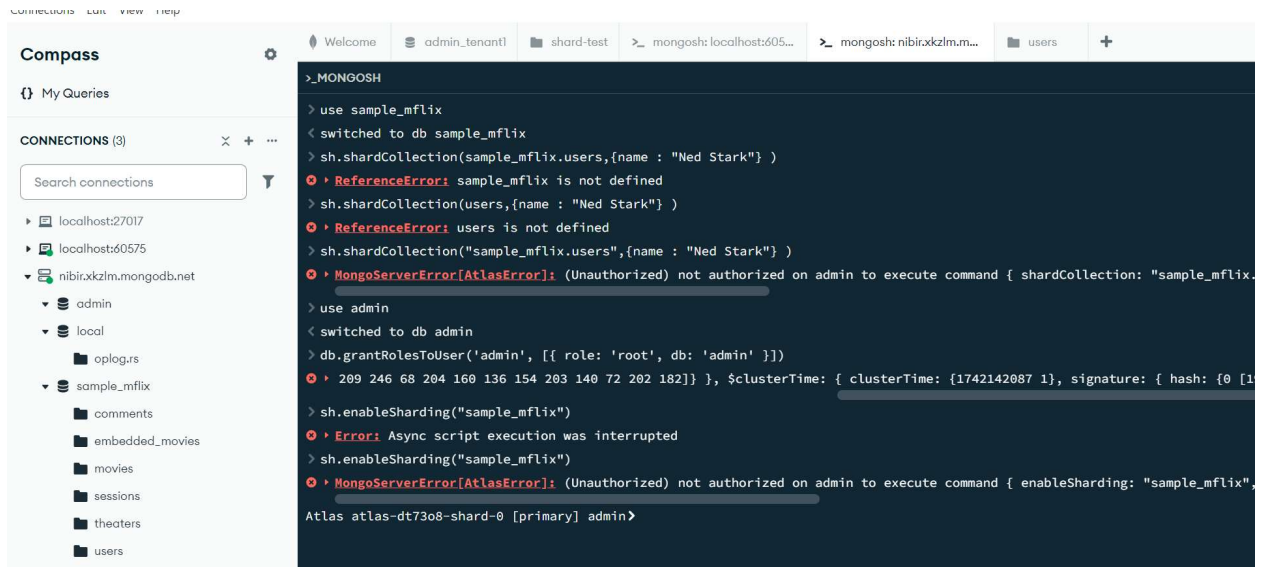 Connections Edit View Help
Compass
{} My Queries
CONNECTIONS (3)
Search connections
localhost:27017
localhost:60575
nibir.xkzlm.mongodb.net
admin
local
oplog.rs
sample_mflix
comments
embedded_movies
movies
sessions
theaters
users
Welcome
admin_tenant1
shard-test
>_ mongosh: localhost:605...
>_ mongosh: nibir.xkzlm.m...
users
>_MONGOSH
> use sample_mflix
< switched to db sample_mflix
> sh.shardCollection(sample_mflix.users,{name : "Ned Stark"} )
ReferenceError: sample_mflix is not defined
> sh.shardCollection(users,{name : "Ned Stark"} )
ReferenceError: users is not defined
> sh.shardCollection("sample_mflix.users",{name : "Ned Stark"} )
MongoServerError[AtlasError]: (Unauthorized) not authorized on admin to execute command { shardCollection: "sample_mflix.
> use admin
< switched to db admin
> db.grantRolesToUser('admin', [{ role: 'root', db: 'admin' }])
209 246 68 204 160 136 154 203 140 72 202 182]} }, $clusterTime: { clusterTime: {1742142087 1}, signature: { hash: {0 [1
> sh.enableSharding("sample_mflix")
Error: Async script execution was interrupted
> sh.enableSharding("sample_mflix")
MongoServerError[AtlasError]: (Unauthorized) not authorized on admin to execute command { enableSharding: "sample_mflix",
Atlas atlas-dt73o8-shard-0 [primary] admin>